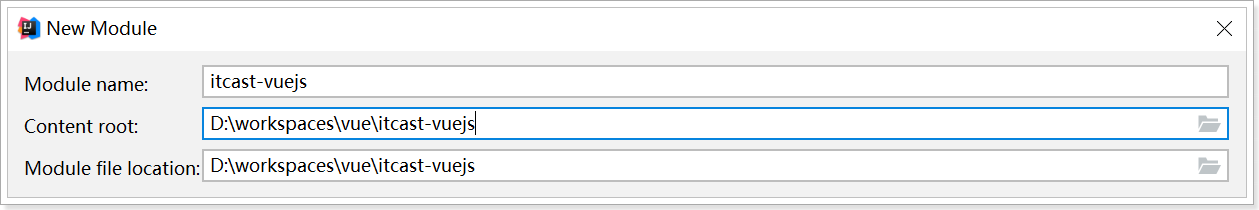 New Module
Module name: itcast-vuejs
Content root: D:\workspaces\vue\itcast-vuejs
Module file location: D:\workspaces\vue\itcast-vuejs